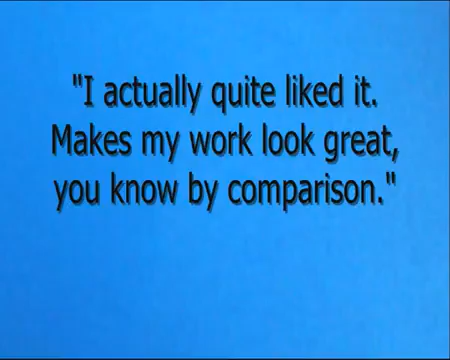 "I actually quite liked it.
Makes my work look great,
you know by comparison."